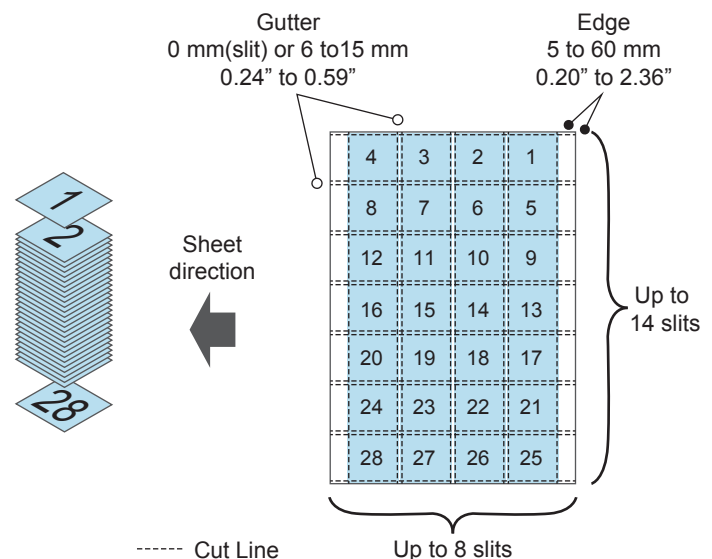 Gutter
0 mm(slit) or 6 to15 mm
0.24” to 0.59”
Edge
5 to 60 mm
0.20” to 2.36”
4 3 2 1
8 7 6 5
12 11 10 9
16 15 14 13
20 19 18 17
24 23 22 21
28 27 26 25
1
2
28
Sheet
direction
Up to
14 slits
Cut Line
Up to 8 slits